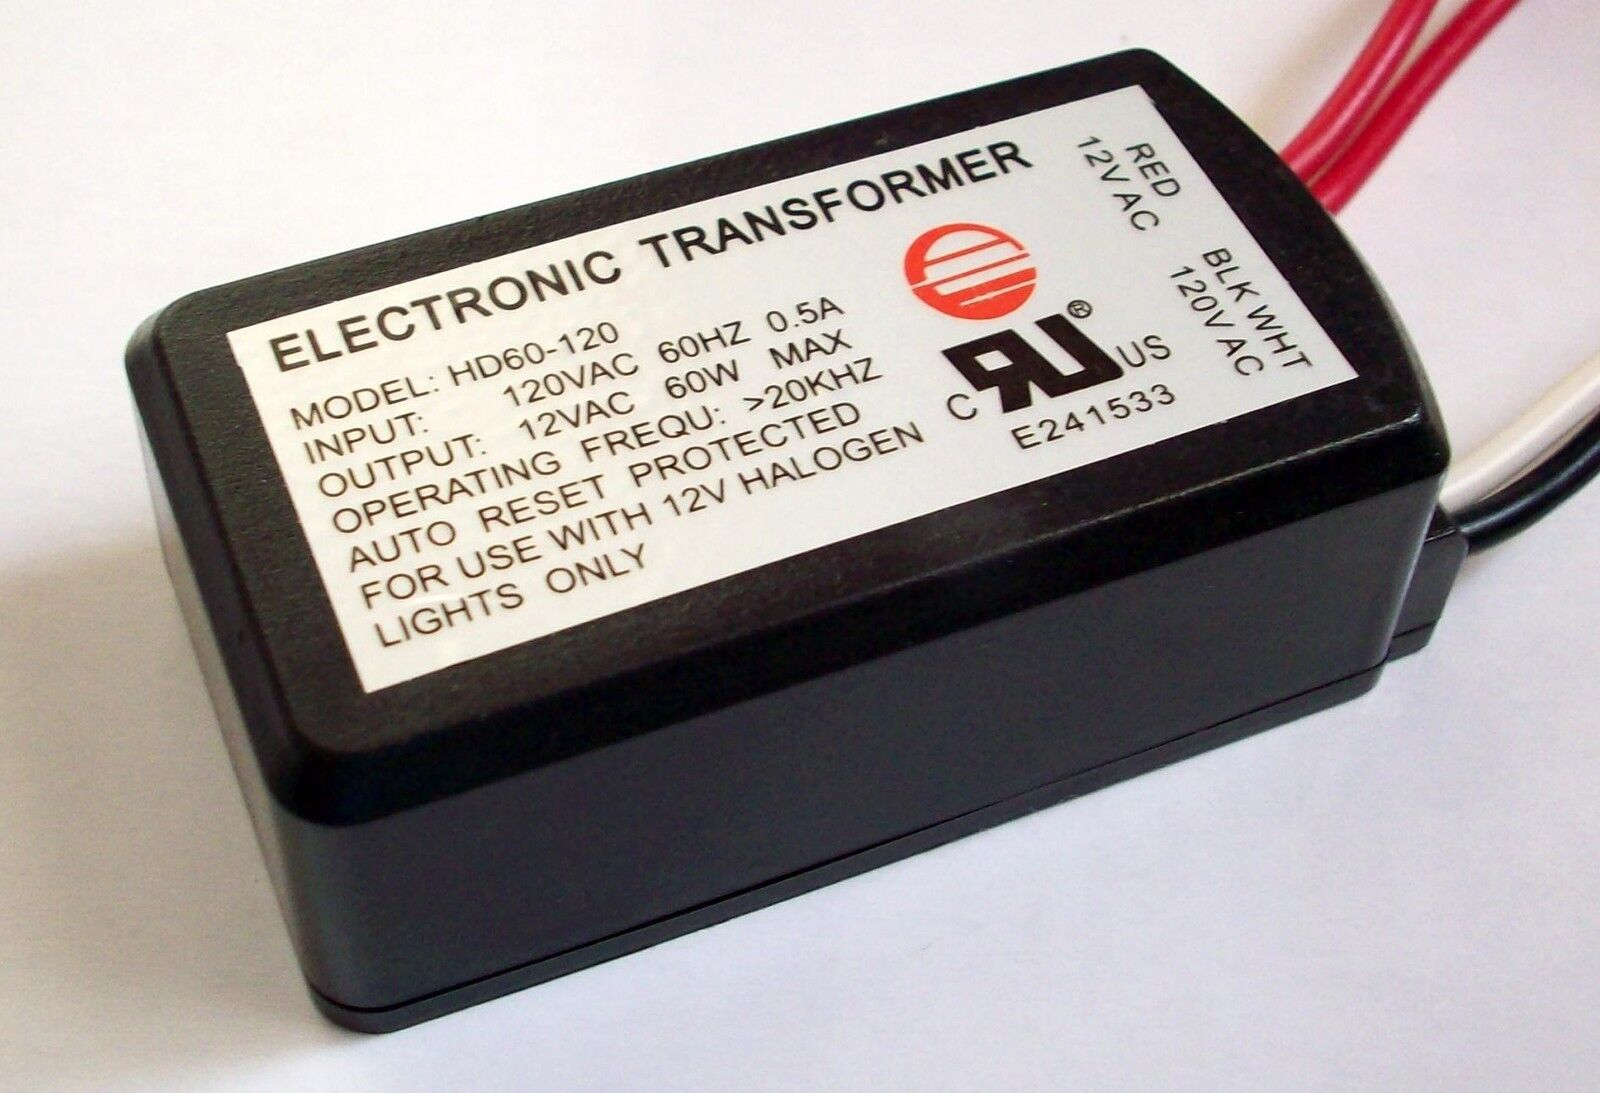 ELECTRONIC TRANSFORMER
MODEL: HD60-120
INPUT: 120VAC 60HZ 0.5A
OUTPUT: 12VAC 60W MAX
OPERATING FREQU: >20KHZ
AUTO RESET PROTECTED
FOR USE WITH 12V HALOGEN
LIGHTS ONLY
C RU ® US
E241533
RED
12V AC
BLK WHT
120V AC